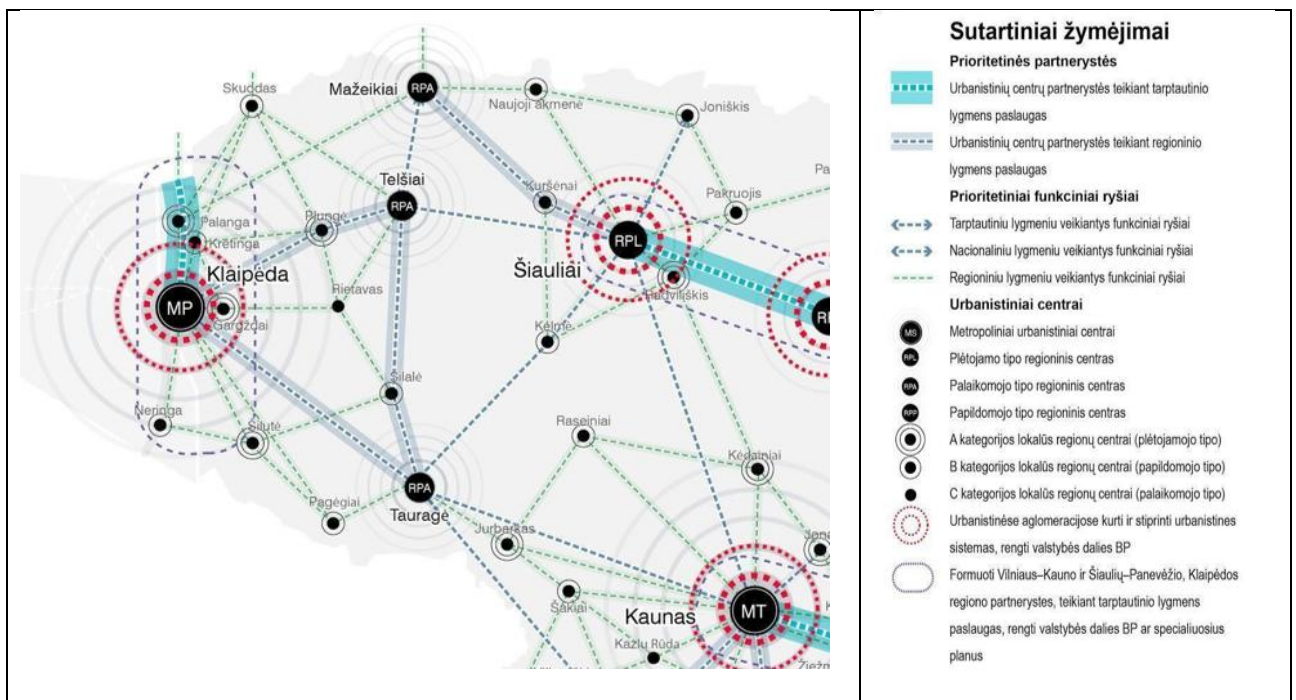 Skuodas
Mažeikiai
RPA
Naujoji akmenė
Joniškis
Pa
Telšiai
RPA
Kuršėnai
Pakruojis
Palanga
Plungė
Kretinga
RPL
Klaipėda
Šiauliai
Rietavas
Radviliškis
MP
Gargždai
Kelmė
Šilalė
Neringa
Šilutė
Raseiniai
Kėdainiai
RPA
Pagėgiai
Tauragė
Jurbarkas
Jona
Šakiai
Kaunas
MT
Kazlų Rūda
Žiežm
Sutartiniai žymėjimai
Prioritetinės partnerystės
Urbanistinių centrų partnerystės teikiant tarptautinio
lygmens paslaugas
Urbanistinių centrų partnerystės teikiant regioninio
lygmens paslaugas
Prioritetiniai funkciniai ryšiai
Tarptautiniu lygmeniu veikiantys funkciniai ryšiai
Nacionaliniu lygmeniu veikiantys funkciniai ryšiai
Regioniniu lygmeniu veikiantys funkciniai ryšiai
Urbanistiniai centrai
MS Metropoliniai urbanistiniai centrai
RPL Plėtojamo tipo regioninis centras
RPA Palaikomojo tipo regioninis centras
RPP Papildomojo tipo regioninis centras
A kategorijos lokalūs regionų centrai (plėtojamojo tipo)
B kategorijos lokalūs regionų centrai (papildomojo tipo)
C kategorijos lokalūs regionų centrai (palaikomojo tipo)
Urbanistinėse aglomeracijose kurti ir stiprinti urbanistines
sistemas, rengti valstybės dalies BP
Formuoti Vilniaus–Kauno ir Šiaulių–Panevėžio, Klaipėdos
regiono partnerystes, teikiant tarptautinio lygmens
paslaugas, rengti valstybės dalies BP ar specialiuosius
planus